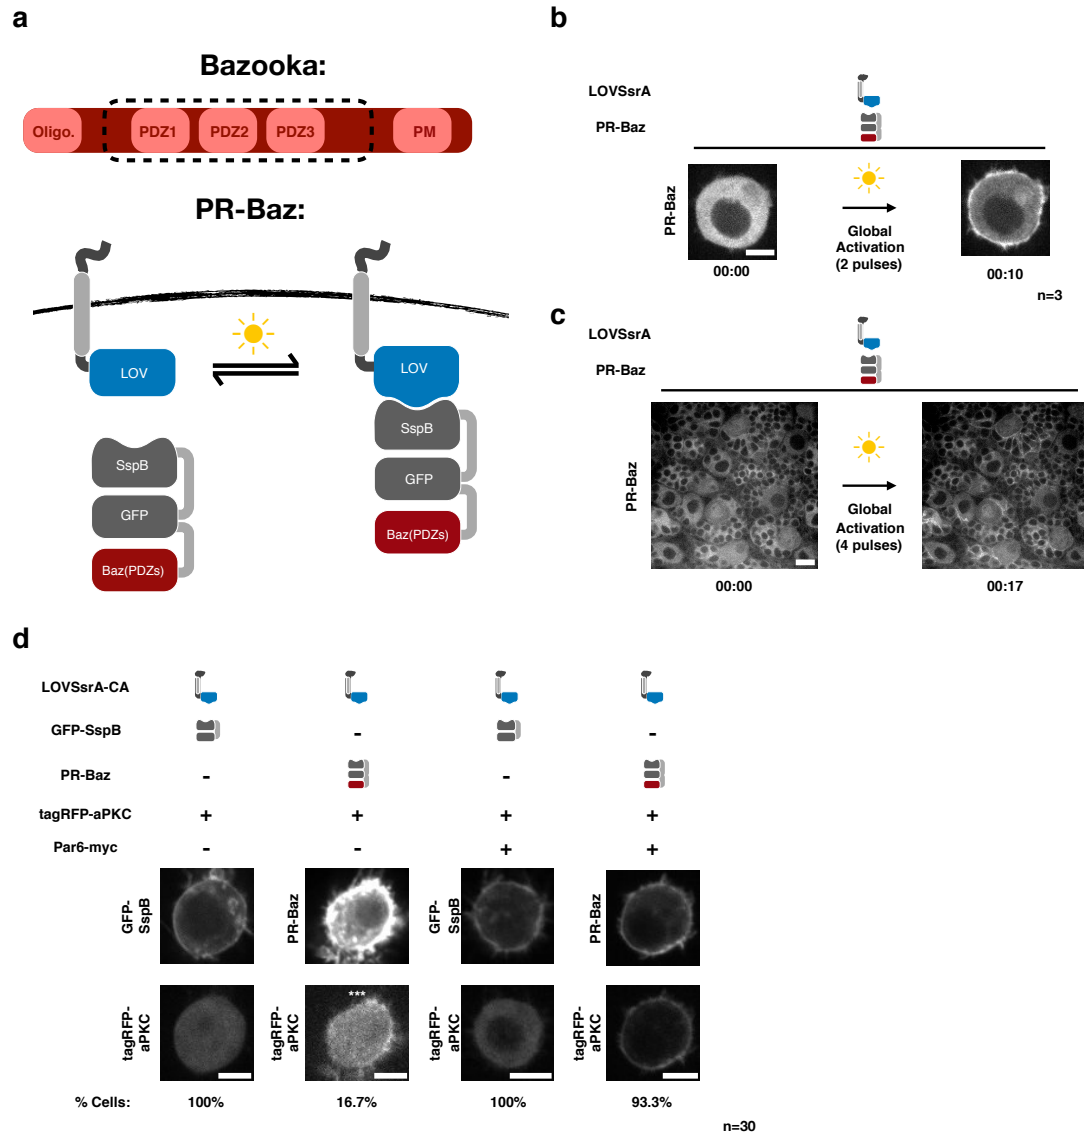 a
Bazooka:
Oligo. PDZ1 PDZ2 PDZ3 PM
PR-Baz:
LOV
LOV
SspB
SspB
GFP
GFP
Baz(PDZs)
Baz(PDZs)
b
LOVSsrA
PR-Baz
PR-Baz
Global
Activation
(2 pulses)
00:00
00:10
n=3
c
LOVSsrA
PR-Baz
PR-Baz
Global
Activation
(4 pulses)
00:00
00:17
d
LOVSsrA-CA
GFP-SspB - -
PR-Baz - -
tagRFP-aPKC + + + +
Par6-myc - - + +
GFP-
SspB
PR-Baz
GFP-
SspB
PR-Baz
tagRFP-
aPKC
tagRFP-
aPKC
***
tagRFP-
aPKC
tagRFP-
aPKC
% Cells: 100% 16.7% 100% 93.3%
n=30